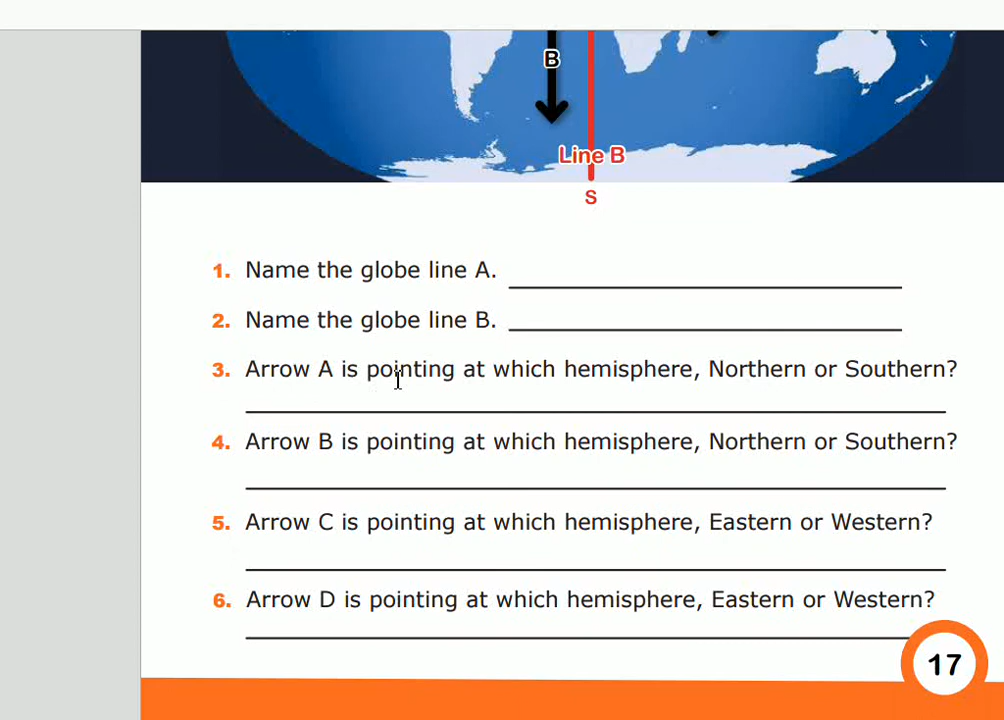 B
Line B
S
1. Name the globe line A.
2. Name the globe line B.
3. Arrow A is pointing at which hemisphere, Northern or Southern?
4. Arrow B is pointing at which hemisphere, Northern or Southern?
5. Arrow C is pointing at which hemisphere, Eastern or Western?
6. Arrow D is pointing at which hemisphere, Eastern or Western?
17